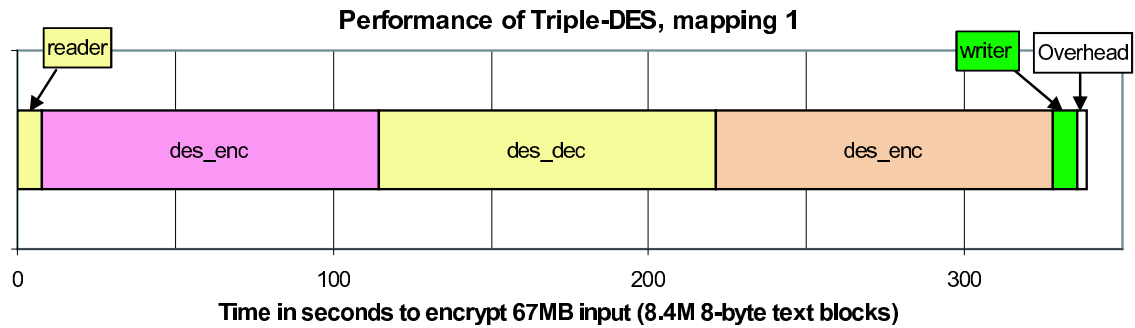 Performance of Triple-DES, mapping 1
reader
writer
Overhead
des_enc
des_dec
des_enc
0
100
200
300
Time in seconds to encrypt 67MB input (8.4M 8-byte text blocks)